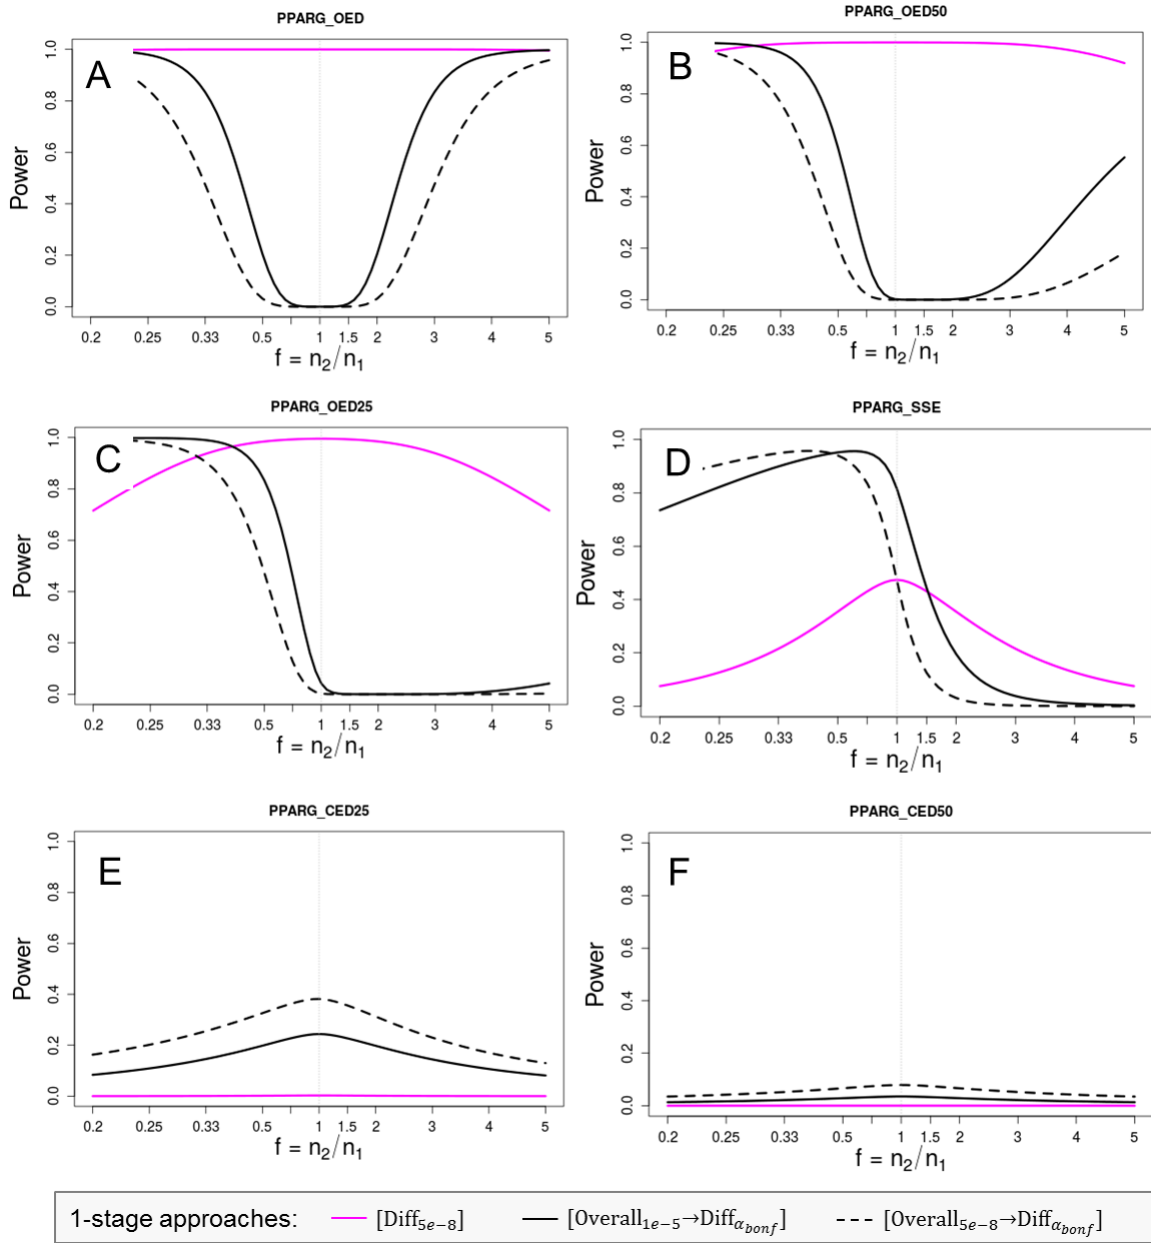 PPARG_OED
A
Power
0.0 0.2 0.4 0.6 0.8 1.0
0.2 0.25 0.33 0.5 1 1.5 2 3 4 5
f = n₂/n₁
PPARG_OED50
B
Power
0.0 0.2 0.4 0.6 0.8 1.0
0.2 0.25 0.33 0.5 1 1.5 2 3 4 5
f = n₂/n₁
PPARG_OED25
C
Power
0.0 0.2 0.4 0.6 0.8 1.0
0.2 0.25 0.33 0.5 1 1.5 2 3 4 5
f = n₂/n₁
PPARG_SSE
D
Power
0.0 0.2 0.4 0.6 0.8 1.0
0.2 0.25 0.33 0.5 1 1.5 2 3 4 5
f = n₂/n₁
PPARG_CED25
E
Power
0.0 0.2 0.4 0.6 0.8 1.0
0.2 0.25 0.33 0.5 1 1.5 2 3 4 5
f = n₂/n₁
PPARG_CED50
F
Power
0.0 0.2 0.4 0.6 0.8 1.0
0.2 0.25 0.33 0.5 1 1.5 2 3 4 5
f = n₂/n₁
1-stage approaches: [Diff5e−8] [Overall1e−5→Diffαbonf] [Overall5e−8→Diffαbonf]